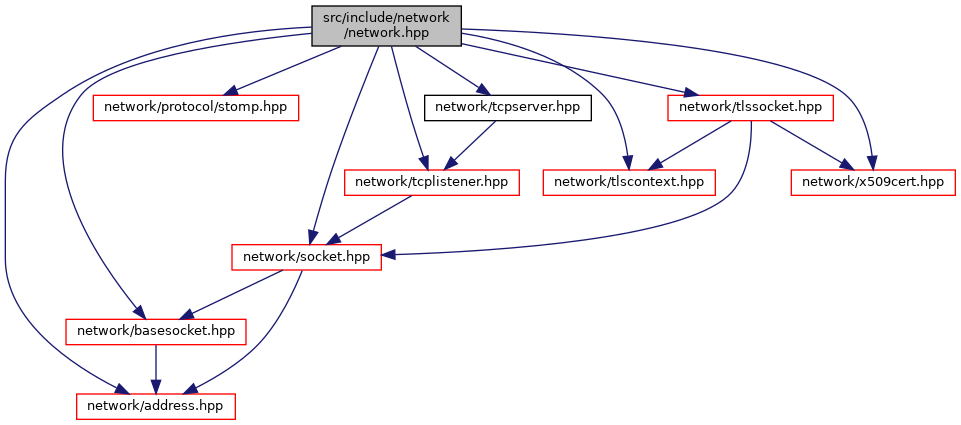 src/include/network
/network.hpp
network/protocol/stomp.hpp
network/tcpserver.hpp
network/tlssocket.hpp
network/tcplistener.hpp
network/tlscontext.hpp
network/x509cert.hpp
network/socket.hpp
network/basesocket.hpp
network/address.hpp